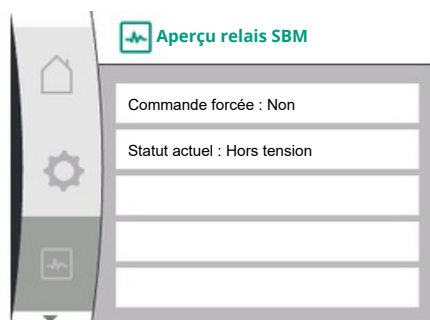 Aperçu relais SBM
Commande forcée : Non
Statut actuel : Hors tension